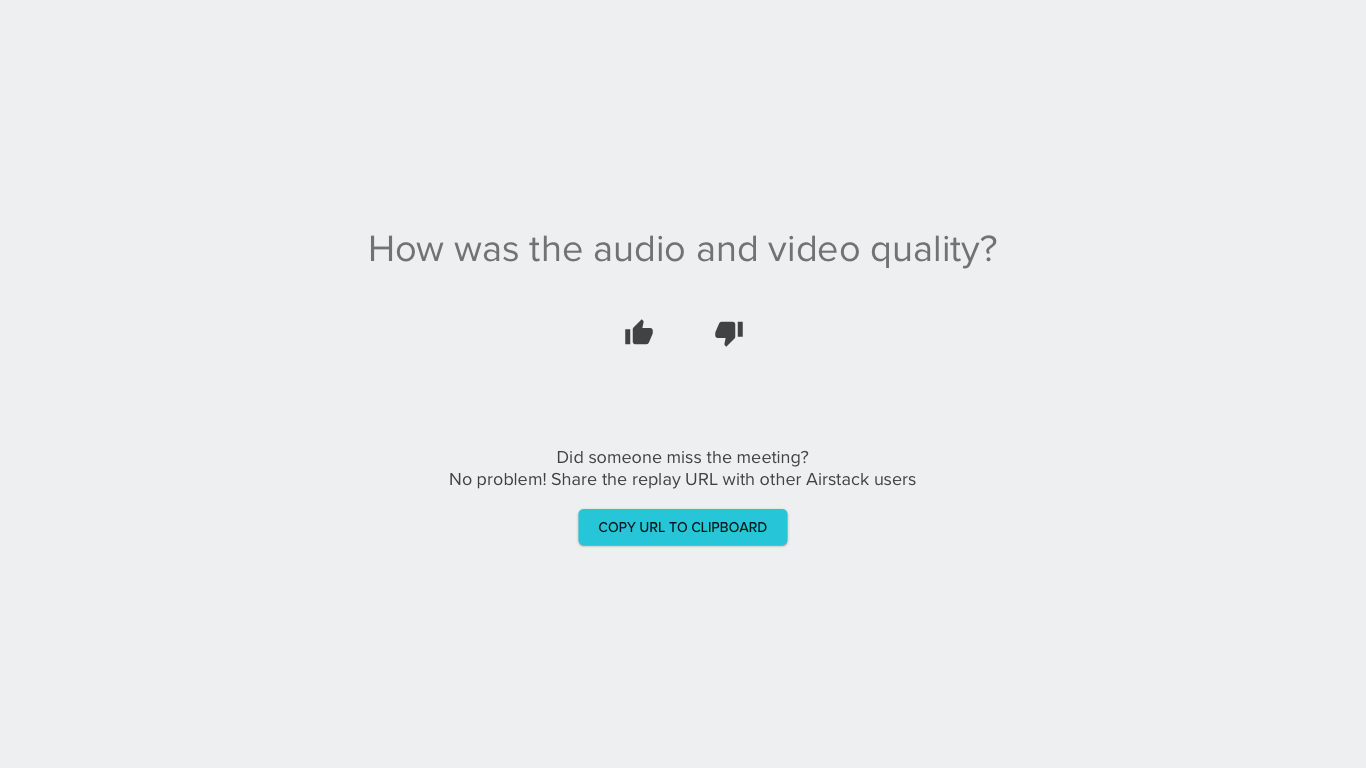 How was the audio and video quality?
Did someone miss the meeting?
No problem! Share the replay URL with other Airstack users
COPY URL TO CLIPBOARD